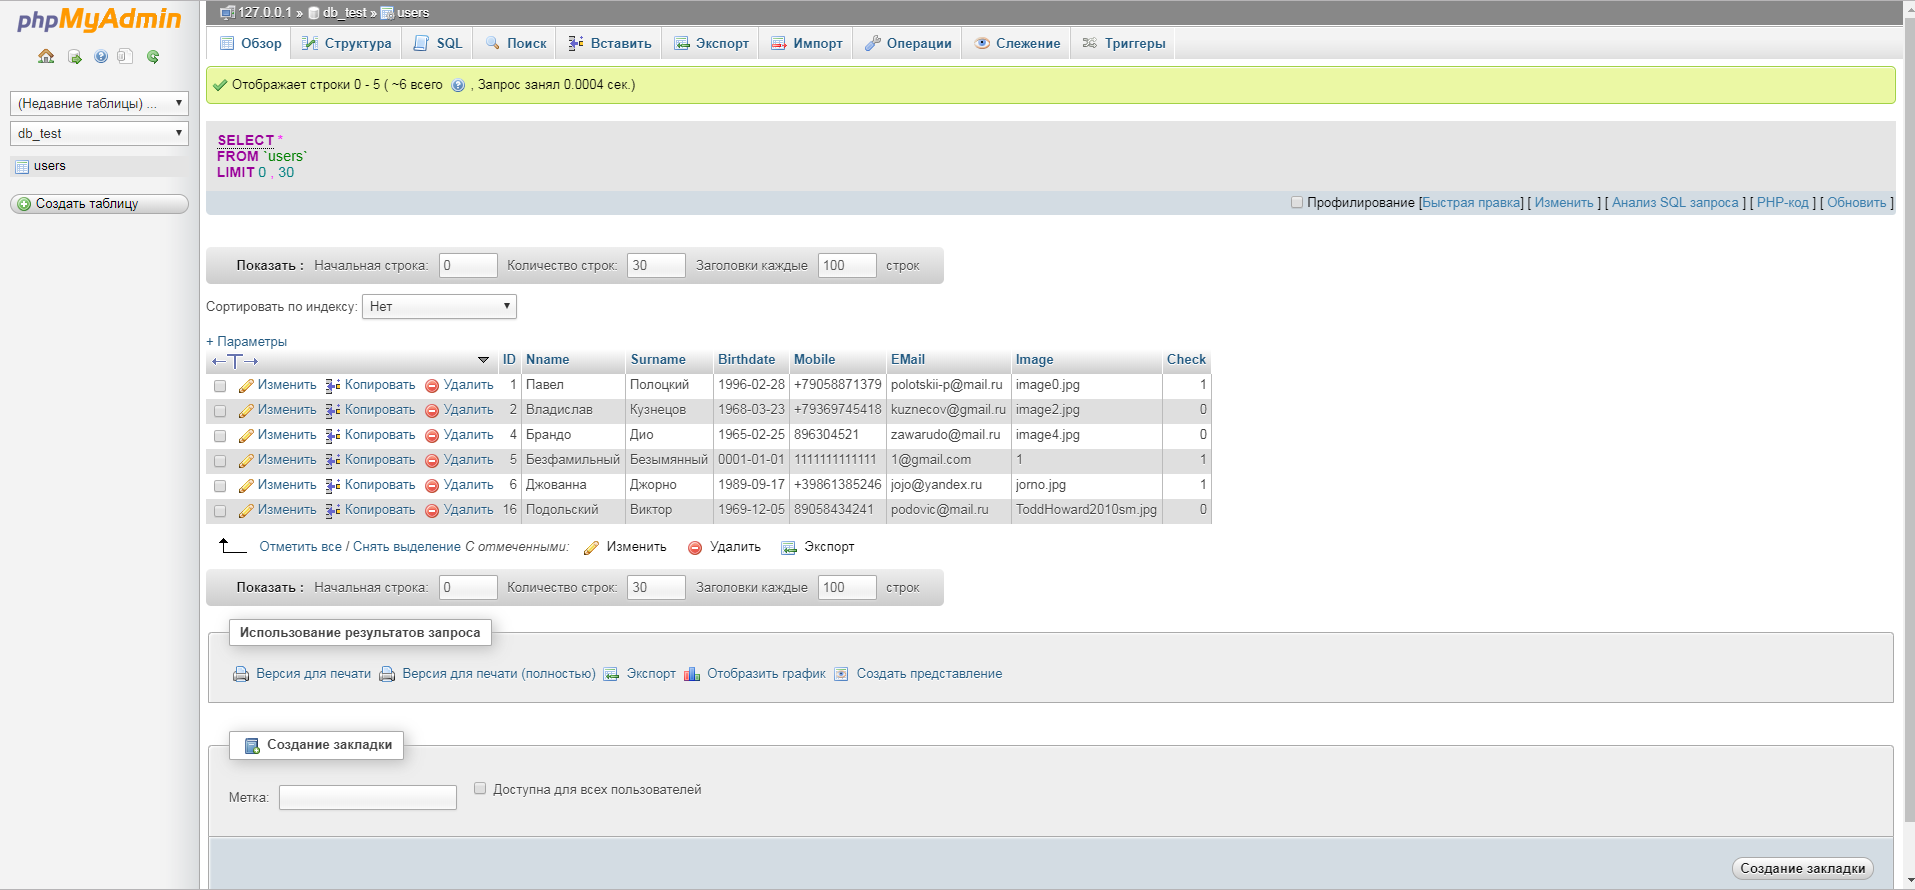 phpMyAdmin
127.0.0.1 » db_test » users
Обзор Структура SQL Поиск Вставить Экспорт Импорт Операции Слежение Триггеры
(Недавние таблицы) ...
db_test
users
Создать таблицу
Отображает строки 0 - 5 ( ~6 всего , Запрос занял 0.0004 сек.)
SELECT *
FROM `users`
LIMIT 0 , 30
Профилирование [Быстрая правка] [ Изменить ] [ Анализ SQL запроса ] [ PHP-код ] [ Обновить ]
Показать : Начальная строка: 0 Количество строк: 30 Заголовки каждые 100 строк
Сортировать по индексу: Нет
+ Параметры
←T→ ID Nname Surname Birthdate Mobile EMail Image Check
Изменить Копировать Удалить 1 Павел Полоцкий 1996-02-28 +79058871379 polotskii-p@mail.ru image0.jpg 1
Изменить Копировать Удалить 2 Владислав Кузнецов 1968-03-23 +79369745418 kuznecov@gmail.ru image2.jpg 0
Изменить Копировать Удалить 4 Брандо Дио 1965-02-25 896304521 zawarudo@mail.ru image4.jpg 0
Изменить Копировать Удалить 5 Безфамильный Безымянный 0001-01-01 1111111111111 1@gmail.com 1 1
Изменить Копировать Удалить 6 Джованна Джорно 1989-09-17 +39861385246 jojo@yandex.ru jorno.jpg 1
Изменить Копировать Удалить 16 Подольский Виктор 1969-12-05 89058434241 podovic@mail.ru ToddHoward2010sm.jpg 0
Отметить все / Снять выделение С отмеченными: Изменить Удалить Экспорт
Показать : Начальная строка: 0 Количество строк: 30 Заголовки каждые 100 строк
Использование результатов запроса
Версия для печати Версия для печати (полностью) Экспорт Отобразить график Создать представление
Создание закладки
Метка: Доступна для всех пользователей
Создание закладки